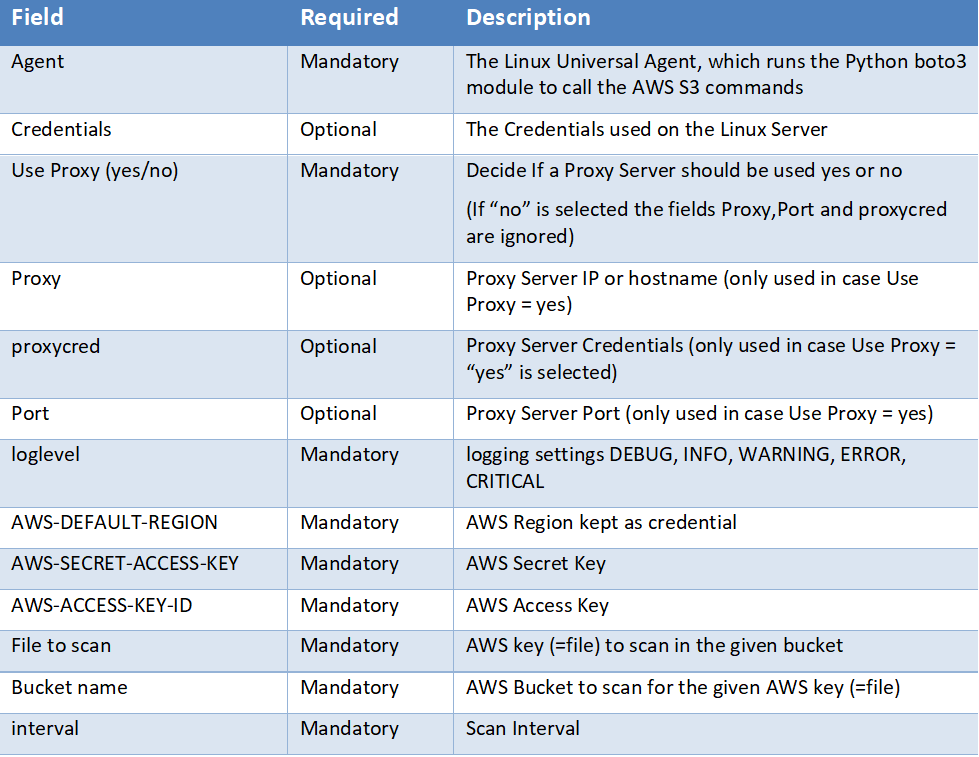 Field Required Description
Agent Mandatory The Linux Universal Agent, which runs the Python boto3
module to call the AWS S3 commands
Credentials Optional The Credentials used on the Linux Server
Use Proxy (yes/no) Mandatory Decide If a Proxy Server should be used yes or no
(If “no” is selected the fields Proxy,Port and proxycred
are ignored)
Proxy Optional Proxy Server IP or hostname (only used in case Use
Proxy = yes)
proxycred Optional Proxy Server Credentials (only used in case Use Proxy =
“yes” is selected)
Port Optional Proxy Server Port (only used in case Use Proxy = yes)
loglevel Mandatory logging settings DEBUG, INFO, WARNING, ERROR,
CRITICAL
AWS-DEFAULT-REGION Mandatory AWS Region kept as credential
AWS-SECRET-ACCESS-KEY Mandatory AWS Secret Key
AWS-ACCESS-KEY-ID Mandatory AWS Access Key
File to scan Mandatory AWS key (=file) to scan in the given bucket
Bucket name Mandatory AWS Bucket to scan for the given AWS key (=file)
interval Mandatory Scan Interval